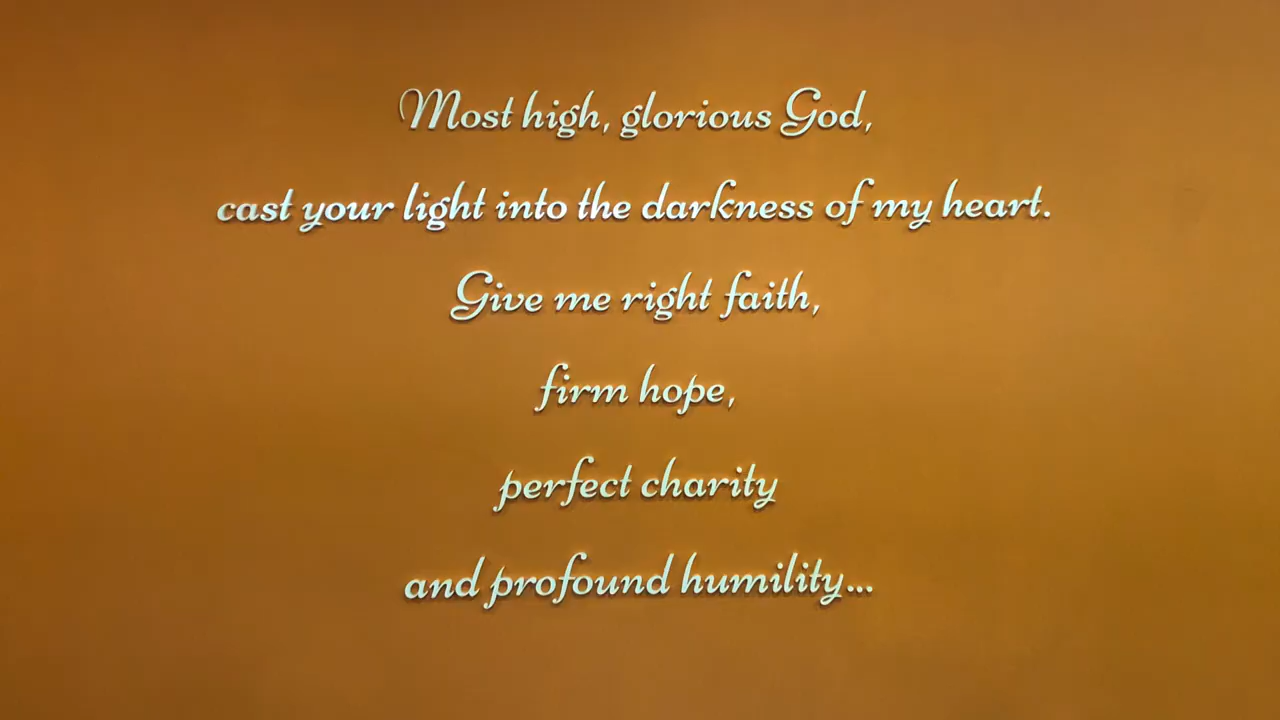 Most high, glorious God,
cast your light into the darkness of my heart.
Give me right faith,
firm hope,
perfect charity
and profound humility...